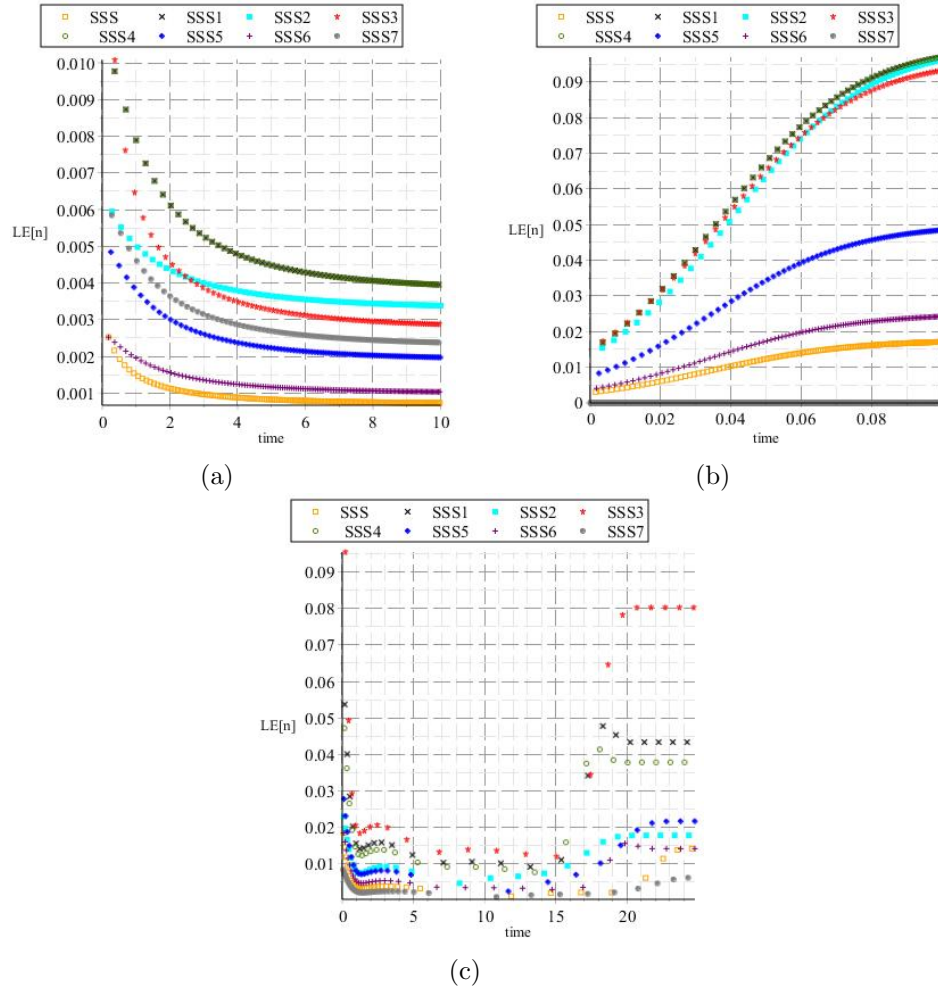 SSS SSS1 SSS2 SSS3
SSS4 SSS5 SSS6 SSS7
0.010
0.009
0.008
0.007
0.006
LE[n]
0.005
0.004
0.003
0.002
0.001
0 2 4 6 8 10
time
(a)
SSS SSS1 SSS2 SSS3
SSS4 SSS5 SSS6 SSS7
0.09
0.08
0.07
0.06
LE[n]
0.05
0.04
0.03
0.02
0.01
0
0.02 0.04 0.06 0.08
time
(b)
SSS SSS1 SSS2 SSS3
SSS4 SSS5 SSS6 SSS7
0.09
0.08
0.07
0.06
0.05
LE[n]
0.04
0.03
0.02
0.01
0 5 10 15 20
time
(c)